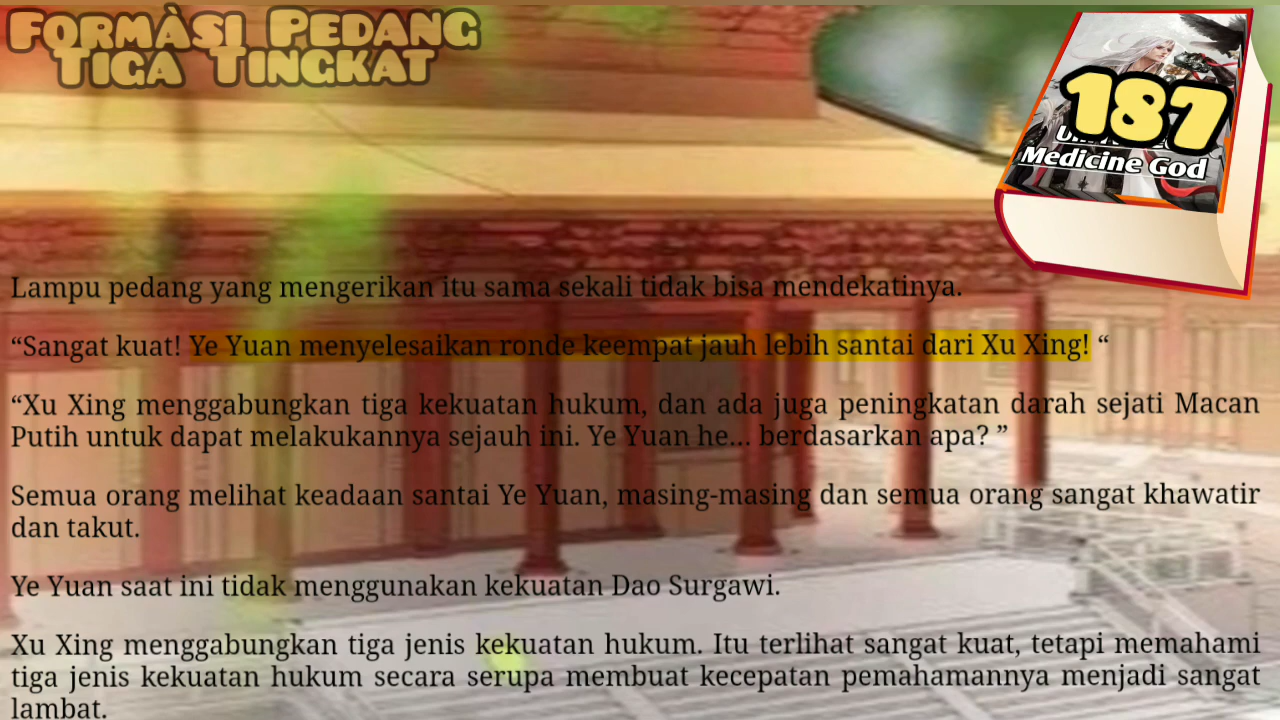 Formàsi Pedang
Tiga Tingkat
187
Medicine God
Lampu pedang yang mengerikan itu sama sekali tidak bisa mendekatinya.
“Sangat kuat! Ye Yuan menyelesaikan ronde keempat jauh lebih santai dari Xu Xing! “
“Xu Xing menggabungkan tiga kekuatan hukum, dan ada juga peningkatan darah sejati Macan
Putih untuk dapat melakukannya sejauh ini. Ye Yuan he... berdasarkan apa? ”
Semua orang melihat keadaan santai Ye Yuan, masing-masing dan semua orang sangat khawatir
dan takut.
Ye Yuan saat ini tidak menggunakan kekuatan Dao Surgawi.
Xu Xing menggabungkan tiga jenis kekuatan hukum. Itu terlihat sangat kuat, tetapi memahami
tiga jenis kekuatan hukum secara serupa membuat kecepatan pemahamannya menjadi sangat
lambat.